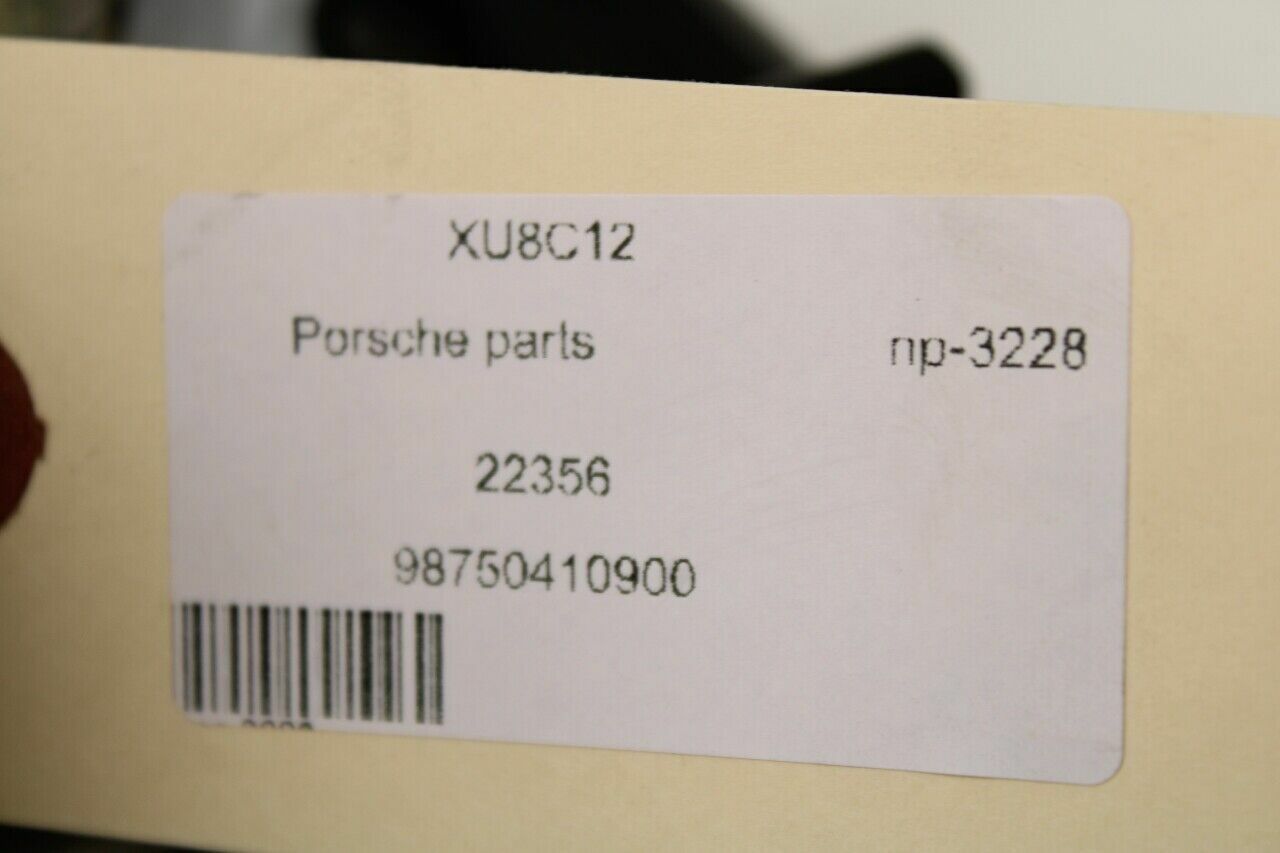 XU8C12
Porsche parts np-3228
22356
98750410900